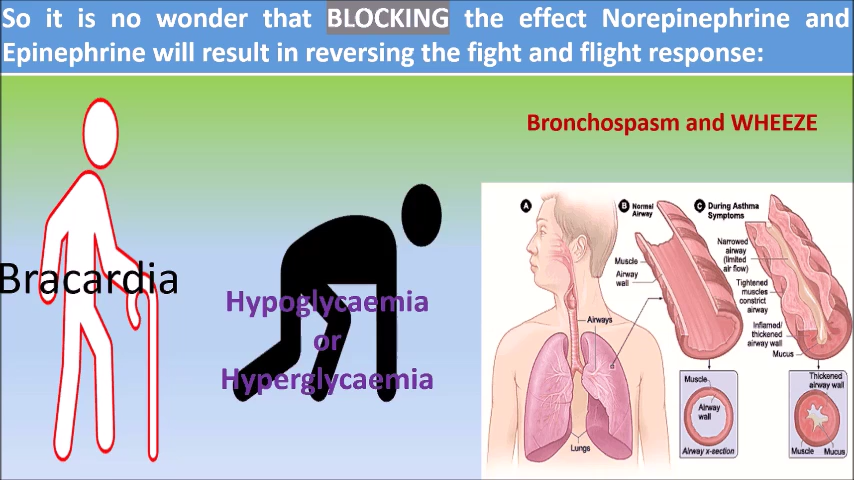 So it is no wonder that BLOCKING the effect Norepinephrine and
Epinephrine will result in reversing the fight and flight response:
Bronchospasm and WHEEZE
Bracardia
Hypoglycaemia
or
Hyperglycaemia
A
B Normal
Airway
Muscle
Airway
wall
Airways
Lungs
C During Asthma
Symptoms
Narrowed
airway
(limited
air flow)
Tightened
muscles
constrict
airway
Inflamed/
thickened
airway wall
Mucus
Muscle
Airway
wall
Airway x-section
Thickened
airway wall
Muscle Mucus